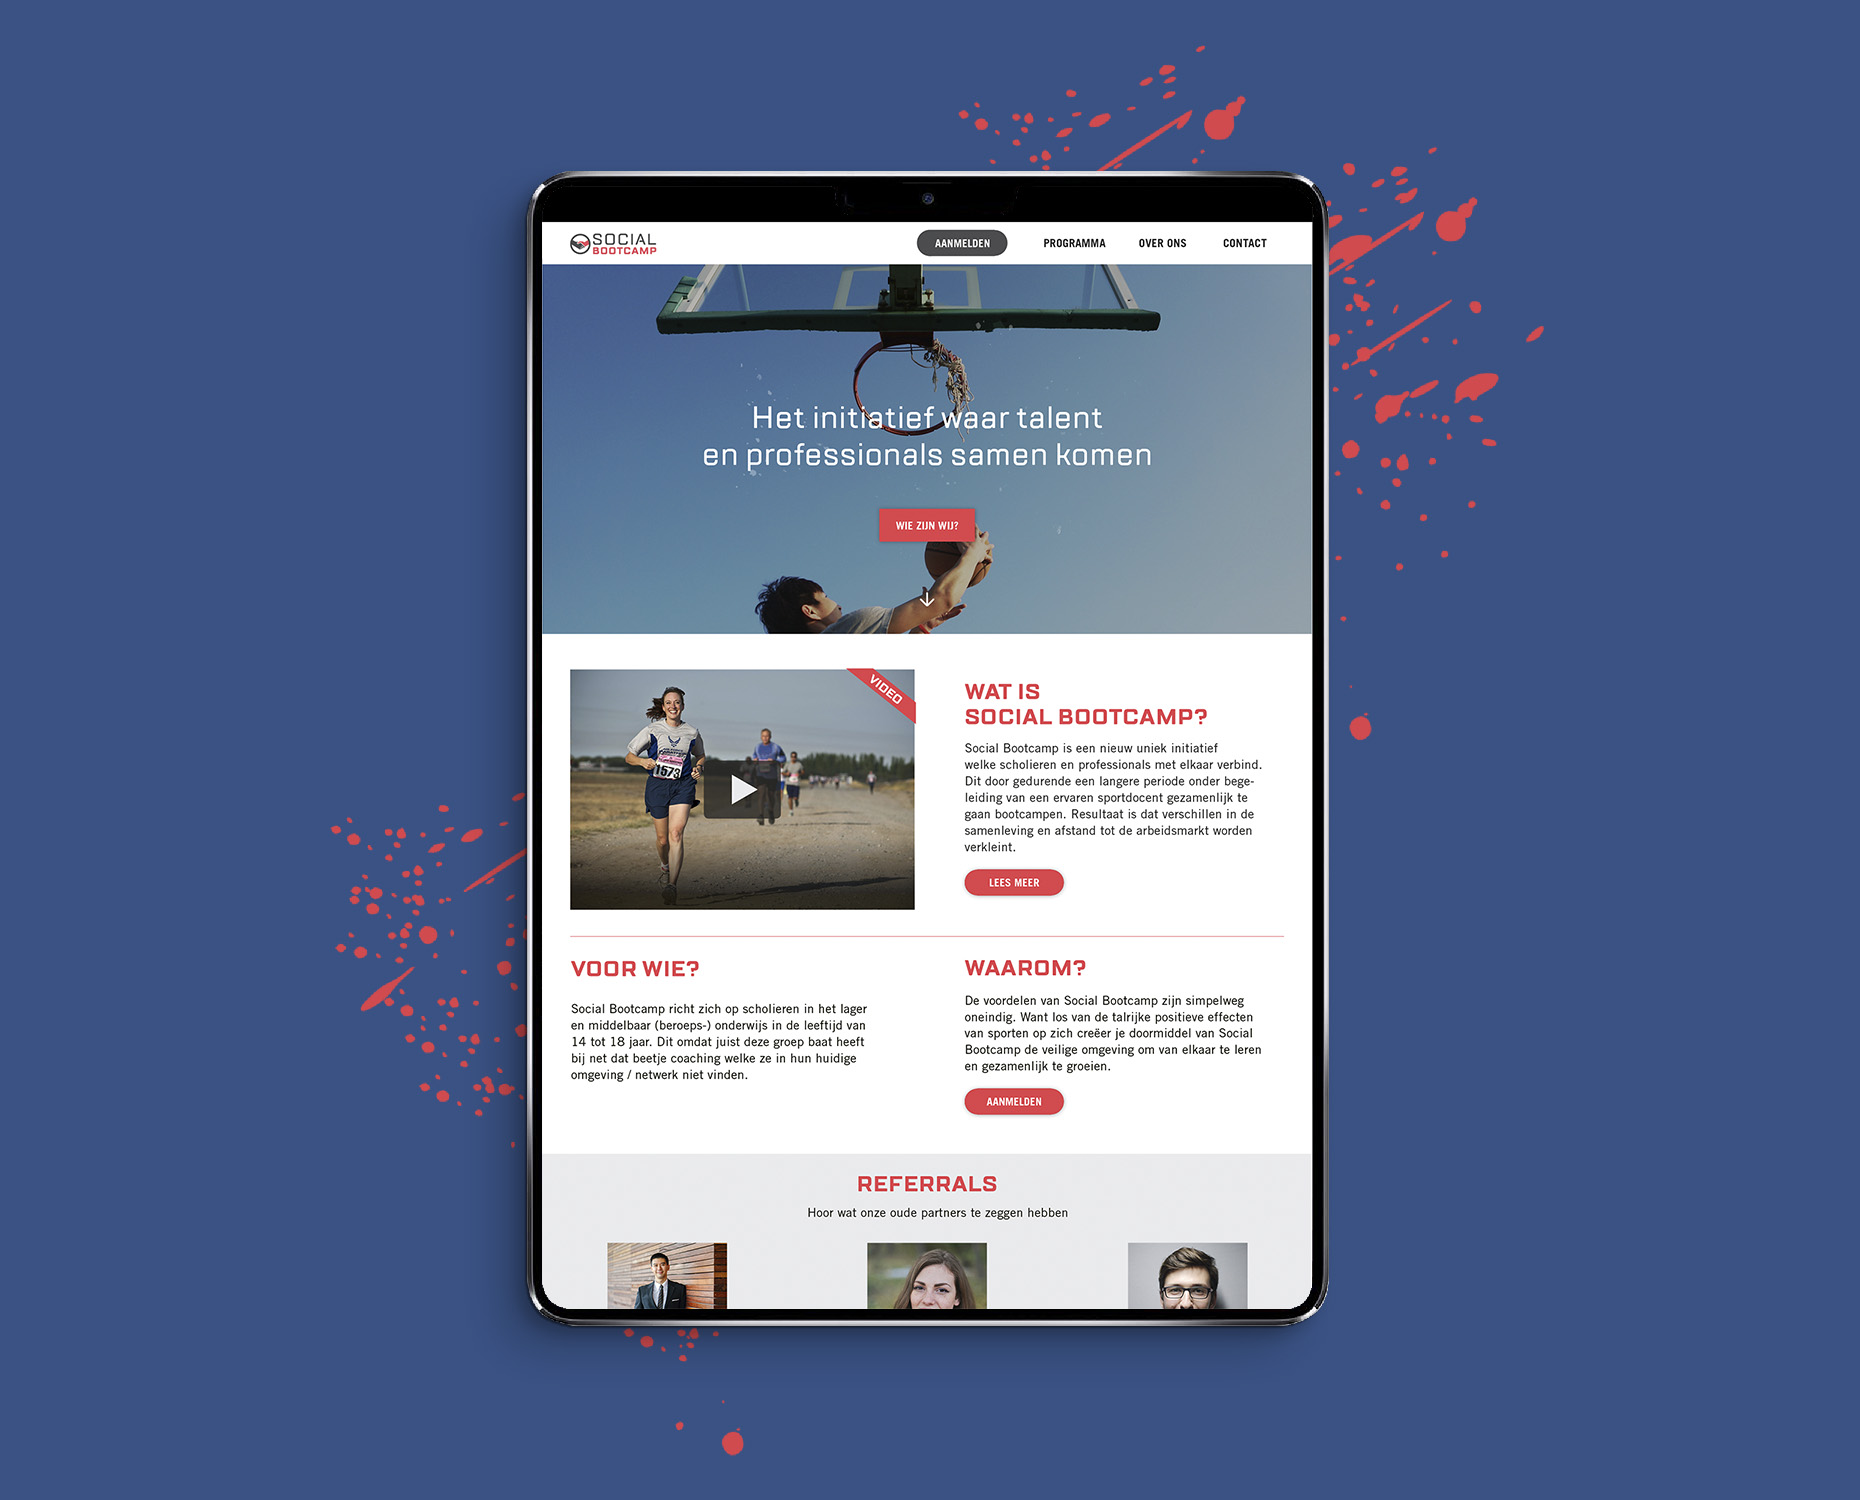 SOCIAL
BOOTCAMP
AANMELDEN
PROGRAMMA
OVER ONS
CONTACT
Het initiatief waar talent
en professionals samen komen
WIE ZIJN WIJ?
VIDEO
1573
WAT IS
SOCIAL BOOTCAMP?
Social Bootcamp is een nieuw uniek initiatief
welke scholieren en professionals met elkaar verbind.
Dit door gedurende een langere periode onder bege-
leiding van een ervaren sportdocent gezamenlijk te
gaan bootcampen. Resultaat is dat verschillen in de
samenleving en afstand tot de arbeidsmarkt worden
verkleint.
LEES MEER
VOOR WIE?
Social Bootcamp richt zich op scholieren in het lager
en middelbaar (beroeps-) onderwijs in de leeftijd van
14 tot 18 jaar. Dit omdat juist deze groep baat heeft
bij net dat beetje coaching welke ze in hun huidige
omgeving / netwerk niet vinden.
WAAROM?
De voordelen van Social Bootcamp zijn simpelweg
oneindig. Want los van de talrijke positieve effecten
van sporten op zich creëer je doormiddel van Social
Bootcamp de veilige omgeving om van elkaar te leren
en gezamenlijk te groeien.
AANMELDEN
REFERRALS
Hoor wat onze oude partners te zeggen hebben